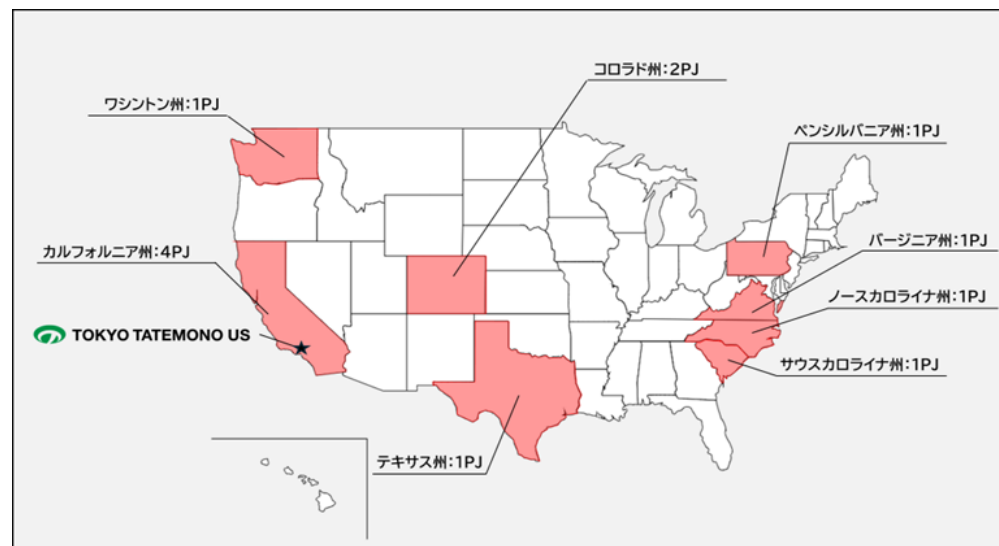 コロラド州:2PJ
ワシントン州:1PJ
ペンシルバニア州:1PJ
カルフォルニア州:4PJ
バージニア州:1PJ
ノースカロライナ州:1PJ
TOKYO TATEMONO US
サウスカロライナ州:1PJ
テキサス州:1PJ